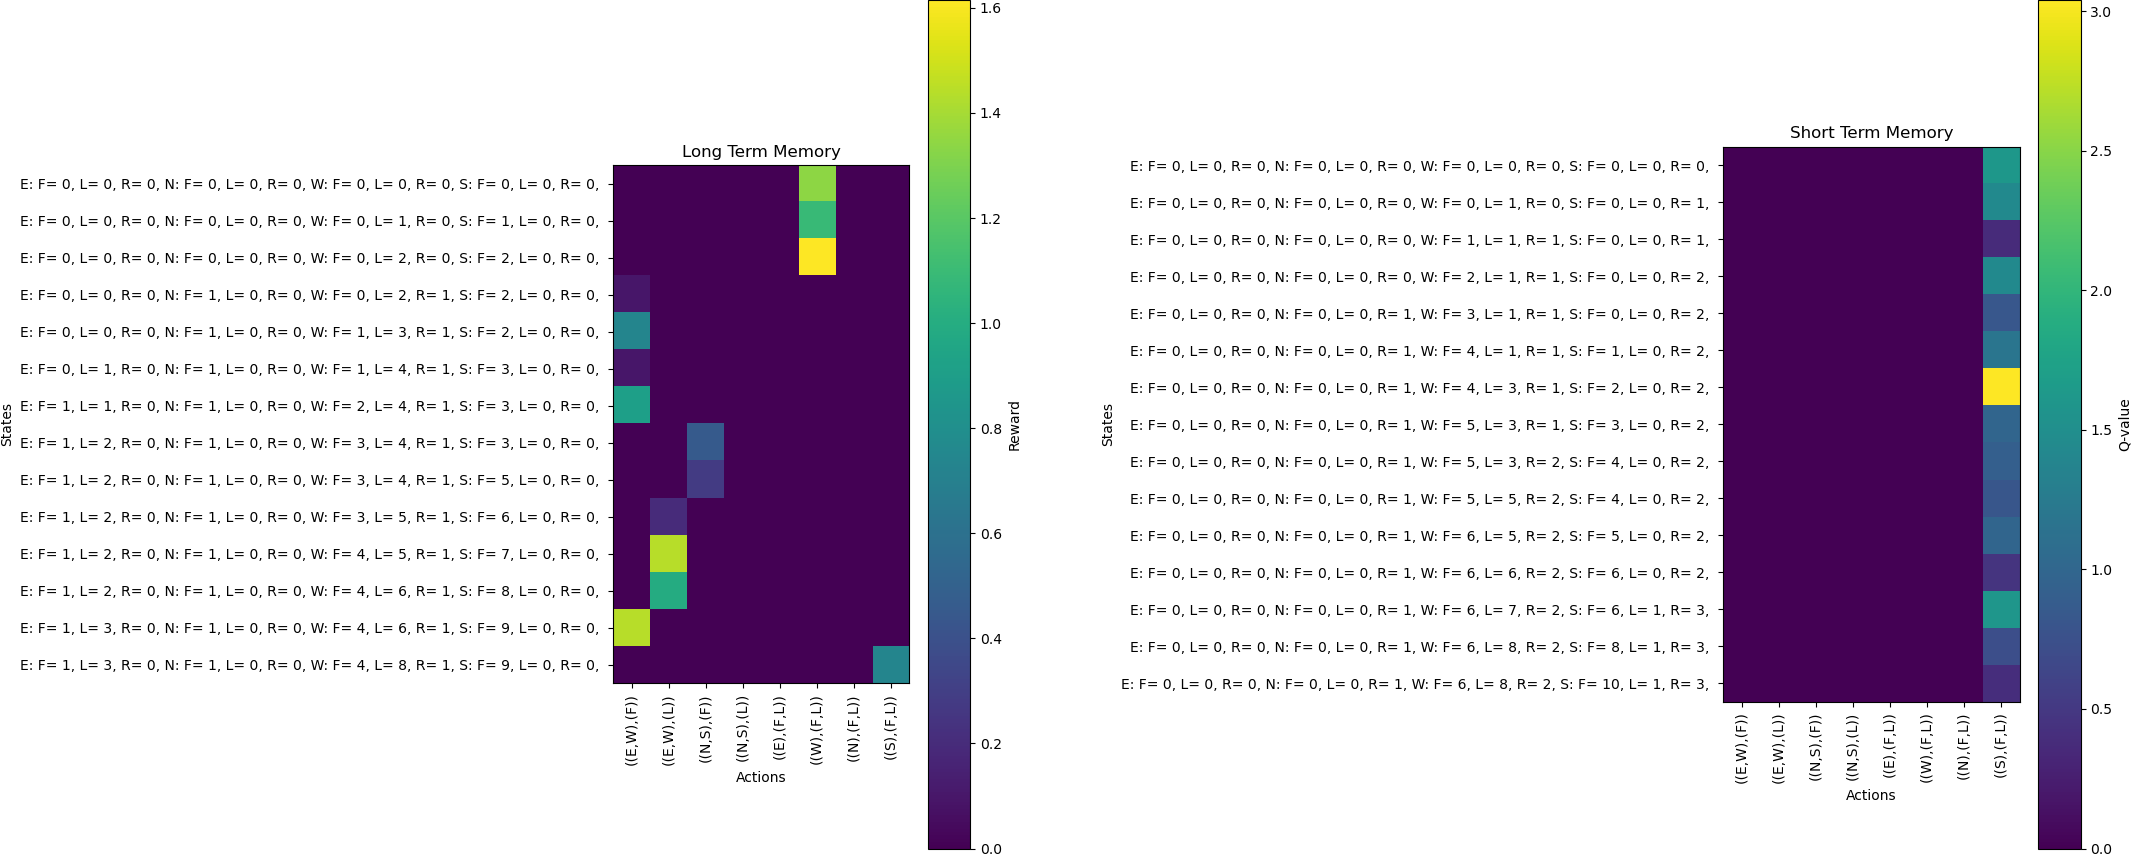 Long Term Memory
E: F= 0, L= 0, R= 0, N: F= 0, L= 0, R= 0, W: F= 0, L= 0, R= 0, S: F= 0, L= 0, R= 0,
E: F= 0, L= 0, R= 0, N: F= 0, L= 0, R= 0, W: F= 0, L= 1, R= 0, S: F= 1, L= 0, R= 0,
E: F= 0, L= 0, R= 0, N: F= 0, L= 0, R= 0, W: F= 0, L= 2, R= 0, S: F= 2, L= 0, R= 0,
E: F= 0, L= 0, R= 0, N: F= 1, L= 0, R= 0, W: F= 0, L= 2, R= 1, S: F= 2, L= 0, R= 0,
E: F= 0, L= 0, R= 0, N: F= 1, L= 0, R= 0, W: F= 1, L= 3, R= 1, S: F= 2, L= 0, R= 0,
E: F= 0, L= 1, R= 0, N: F= 1, L= 0, R= 0, W: F= 1, L= 4, R= 1, S: F= 3, L= 0, R= 0,
E: F= 1, L= 1, R= 0, N: F= 1, L= 0, R= 0, W: F= 2, L= 4, R= 1, S: F= 3, L= 0, R= 0,
E: F= 1, L= 2, R= 0, N: F= 1, L= 0, R= 0, W: F= 3, L= 4, R= 1, S: F= 3, L= 0, R= 0,
E: F= 1, L= 2, R= 0, N: F= 1, L= 0, R= 0, W: F= 3, L= 4, R= 1, S: F= 5, L= 0, R= 0,
E: F= 1, L= 2, R= 0, N: F= 1, L= 0, R= 0, W: F= 3, L= 5, R= 1, S: F= 6, L= 0, R= 0,
E: F= 1, L= 2, R= 0, N: F= 1, L= 0, R= 0, W: F= 4, L= 5, R= 1, S: F= 7, L= 0, R= 0,
E: F= 1, L= 2, R= 0, N: F= 1, L= 0, R= 0, W: F= 4, L= 6, R= 1, S: F= 8, L= 0, R= 0,
E: F= 1, L= 3, R= 0, N: F= 1, L= 0, R= 0, W: F= 4, L= 6, R= 1, S: F= 9, L= 0, R= 0,
E: F= 1, L= 3, R= 0, N: F= 1, L= 0, R= 0, W: F= 4, L= 8, R= 1, S: F= 9, L= 0, R= 0,
States
((E,W),(F))
((E,W),(L))
((N,S),(F))
((N,S),(L))
((E),(F,L))
((W),(F,L))
((N),(F,L))
((S),(F,L))
Actions
1.6
1.4
1.2
1.0
0.8
0.6
0.4
0.2
0.0
Reward
Short Term Memory
E: F= 0, L= 0, R= 0, N: F= 0, L= 0, R= 0, W: F= 0, L= 0, R= 0, S: F= 0, L= 0, R= 0,
E: F= 0, L= 0, R= 0, N: F= 0, L= 0, R= 0, W: F= 0, L= 1, R= 0, S: F= 0, L= 0, R= 1,
E: F= 0, L= 0, R= 0, N: F= 0, L= 0, R= 0, W: F= 1, L= 1, R= 1, S: F= 0, L= 0, R= 1,
E: F= 0, L= 0, R= 0, N: F= 0, L= 0, R= 0, W: F= 2, L= 1, R= 1, S: F= 0, L= 0, R= 2,
E: F= 0, L= 0, R= 0, N: F= 0, L= 0, R= 1, W: F= 3, L= 1, R= 1, S: F= 0, L= 0, R= 2,
E: F= 0, L= 0, R= 0, N: F= 0, L= 0, R= 1, W: F= 4, L= 1, R= 1, S: F= 1, L= 0, R= 2,
E: F= 0, L= 0, R= 0, N: F= 0, L= 0, R= 1, W: F= 4, L= 3, R= 1, S: F= 2, L= 0, R= 2,
E: F= 0, L= 0, R= 0, N: F= 0, L= 0, R= 1, W: F= 5, L= 3, R= 1, S: F= 3, L= 0, R= 2,
E: F= 0, L= 0, R= 0, N: F= 0, L= 0, R= 1, W: F= 5, L= 3, R= 2, S: F= 4, L= 0, R= 2,
E: F= 0, L= 0, R= 0, N: F= 0, L= 0, R= 1, W: F= 5, L= 5, R= 2, S: F= 4, L= 0, R= 2,
E: F= 0, L= 0, R= 0, N: F= 0, L= 0, R= 1, W: F= 6, L= 5, R= 2, S: F= 5, L= 0, R= 2,
E: F= 0, L= 0, R= 0, N: F= 0, L= 0, R= 1, W: F= 6, L= 6, R= 2, S: F= 6, L= 0, R= 2,
E: F= 0, L= 0, R= 0, N: F= 0, L= 0, R= 1, W: F= 6, L= 7, R= 2, S: F= 6, L= 1, R= 3,
E: F= 0, L= 0, R= 0, N: F= 0, L= 0, R= 1, W: F= 6, L= 8, R= 2, S: F= 8, L= 1, R= 3,
E: F= 0, L= 0, R= 0, N: F= 0, L= 0, R= 1, W: F= 6, L= 8, R= 2, S: F= 10, L= 1, R= 3,
States
((E,W),(F))
((E,W),(L))
((N,S),(F))
((N,S),(L))
((E),(F,L))
((W),(F,L))
((N),(F,L))
((S),(F,L))
Actions
3.0
2.5
2.0
1.5
1.0
0.5
0.0
Q-value